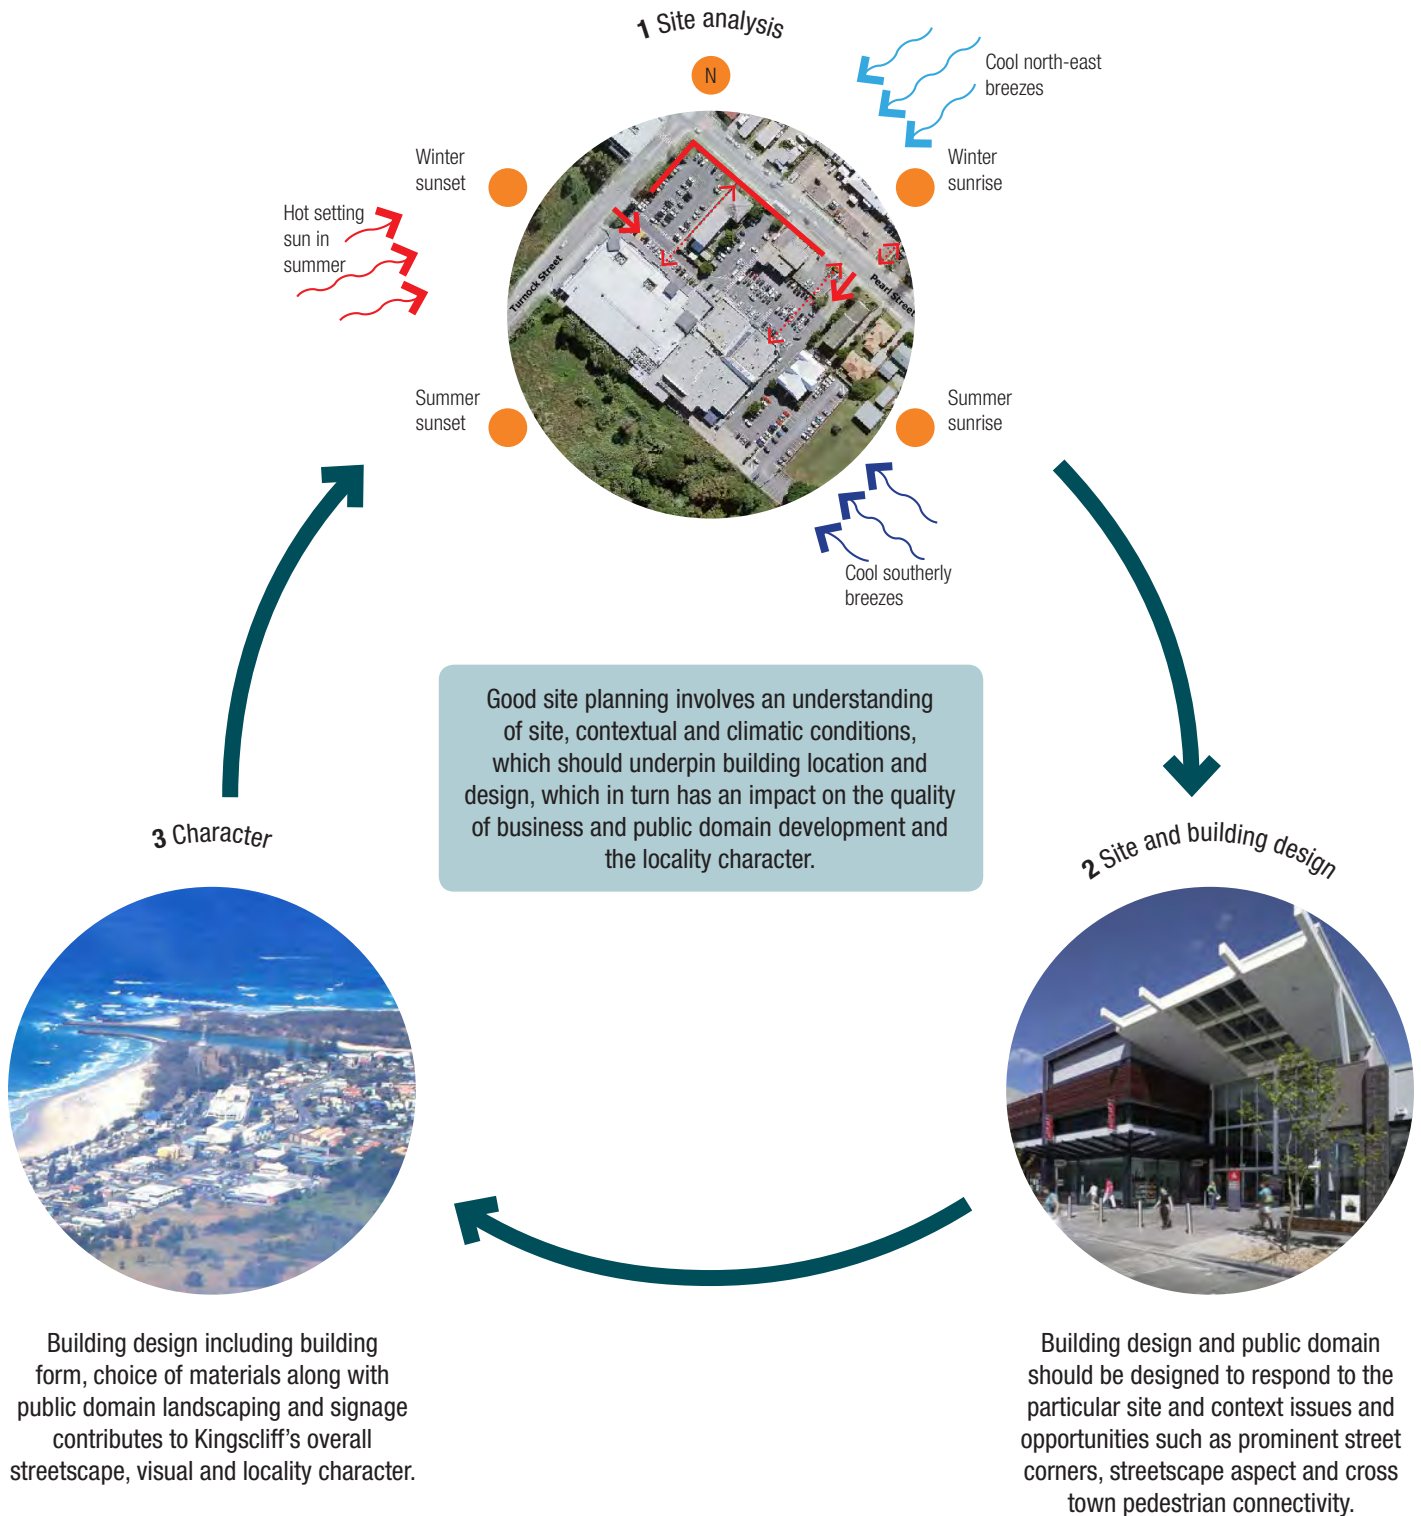 1 Site analysis
N
Cool north-east
breezes
Winter
sunset
Winter
sunrise
Hot setting
sun in
summer
Turnock Street
Pearl Street
Summer
sunset
Summer
sunrise
Cool southerly
breezes
Good site planning involves an understanding
of site, contextual and climatic conditions,
which should underpin building location and
design, which in turn has an impact on the quality
of business and public domain development and
the locality character.
3 Character
2 Site and building design
Building design including building
form, choice of materials along with
public domain landscaping and signage
contributes to Kingscliff's overall
streetscape, visual and locality character.
Building design and public domain
should be designed to respond to the
particular site and context issues and
opportunities such as prominent street
corners, streetscape aspect and cross
town pedestrian connectivity.